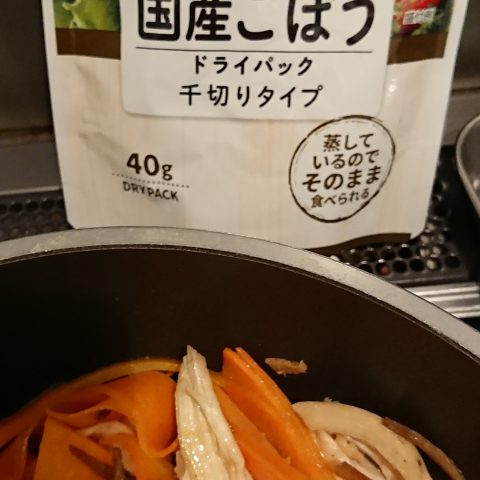 国産ごぼう
ドライパック
千切りタイプ
40g
DRY PACK
蒸して
いるので
そのまま
食べられる